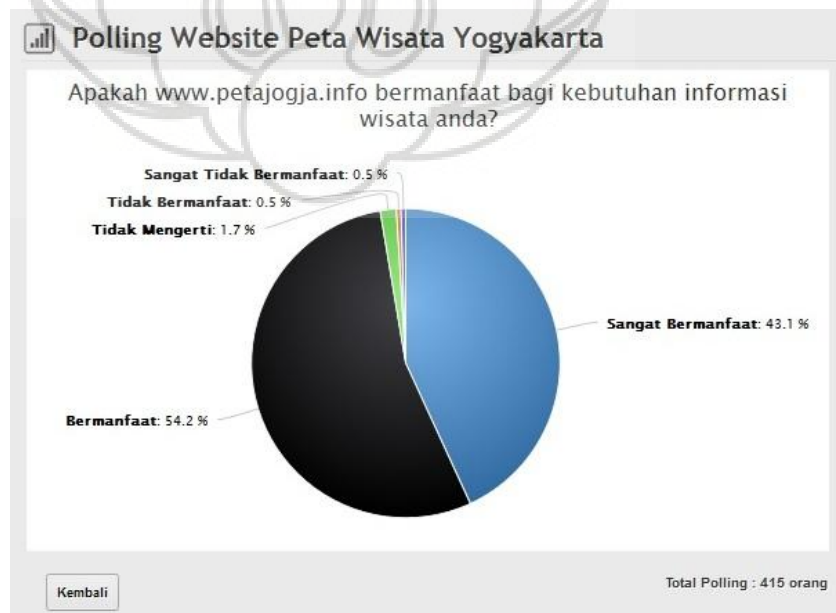 Polling Website Peta Wisata Yogyakarta
Apakah www.petajogja.info bermanfaat bagi kebutuhan informasi
wisata anda?
Sangat Tidak Bermanfaat: 0.5 %
Tidak Bermanfaat: 0.5 %
Tidak Mengerti: 1.7 %
Sangat Bermanfaat: 43.1 %
Bermanfaat: 54.2 %
Kembali
Total Polling : 415 orang